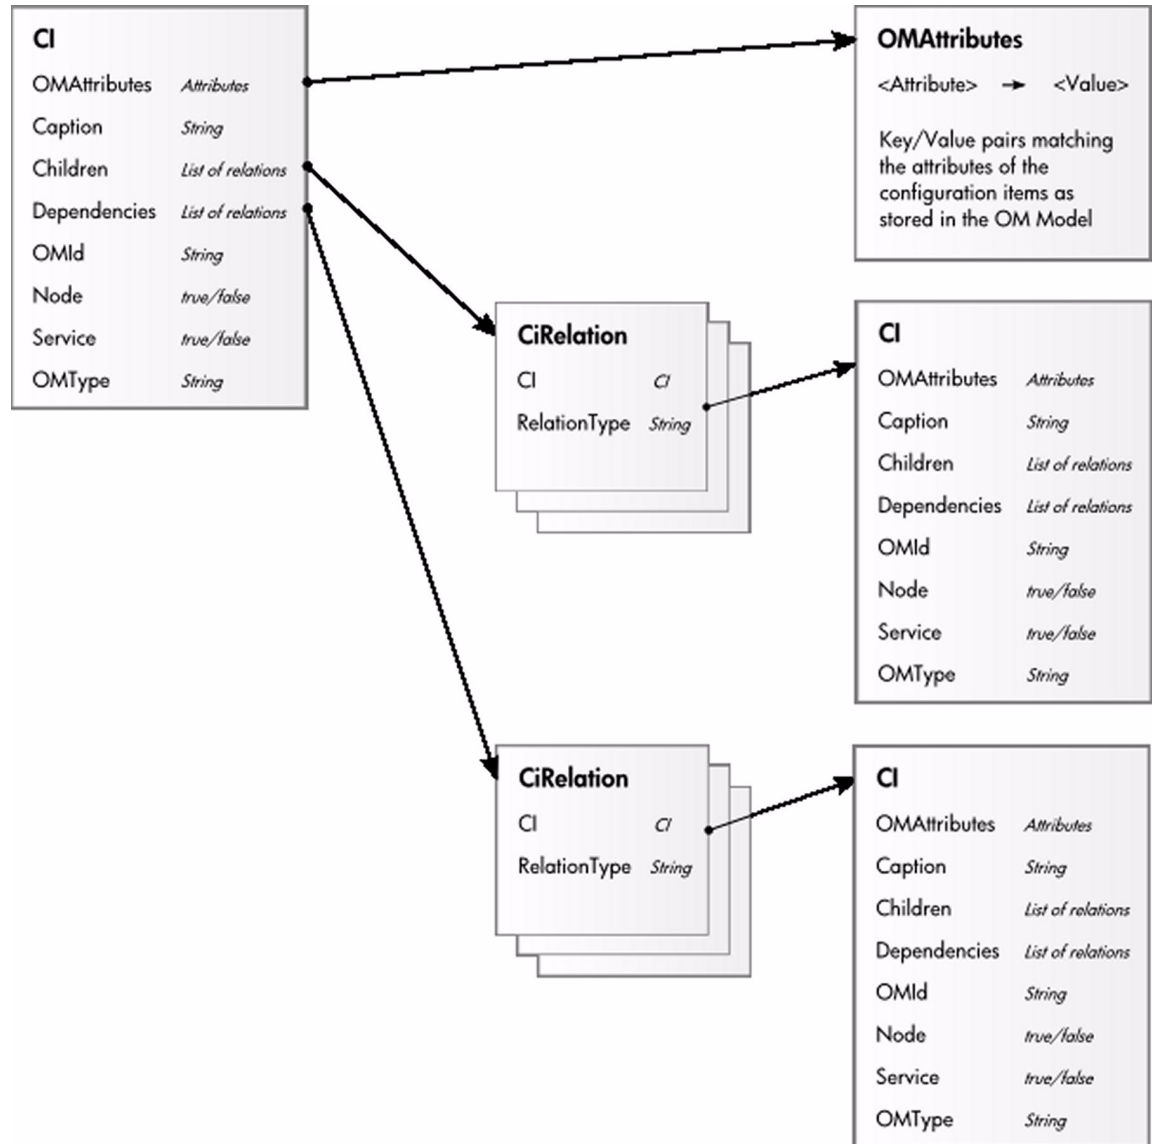 CI
OMAttributes Attributes
Caption String
Children List of relations
Dependencies List of relations
OMId String
Node true/false
Service true/false
OMType String
OMAttributes
<Attribute> → <Value>
Key/Value pairs matching
the attributes of the
configuration items as
stored in the OM Model
CiRelation
CI CI
RelationType String
CI
OMAttributes Attributes
Caption String
Children List of relations
Dependencies List of relations
OMId String
Node true/false
Service true/false
OMType String
CiRelation
CI CI
RelationType String
CI
OMAttributes Attributes
Caption String
Children List of relations
Dependencies List of relations
OMId String
Node true/false
Service true/false
OMType String